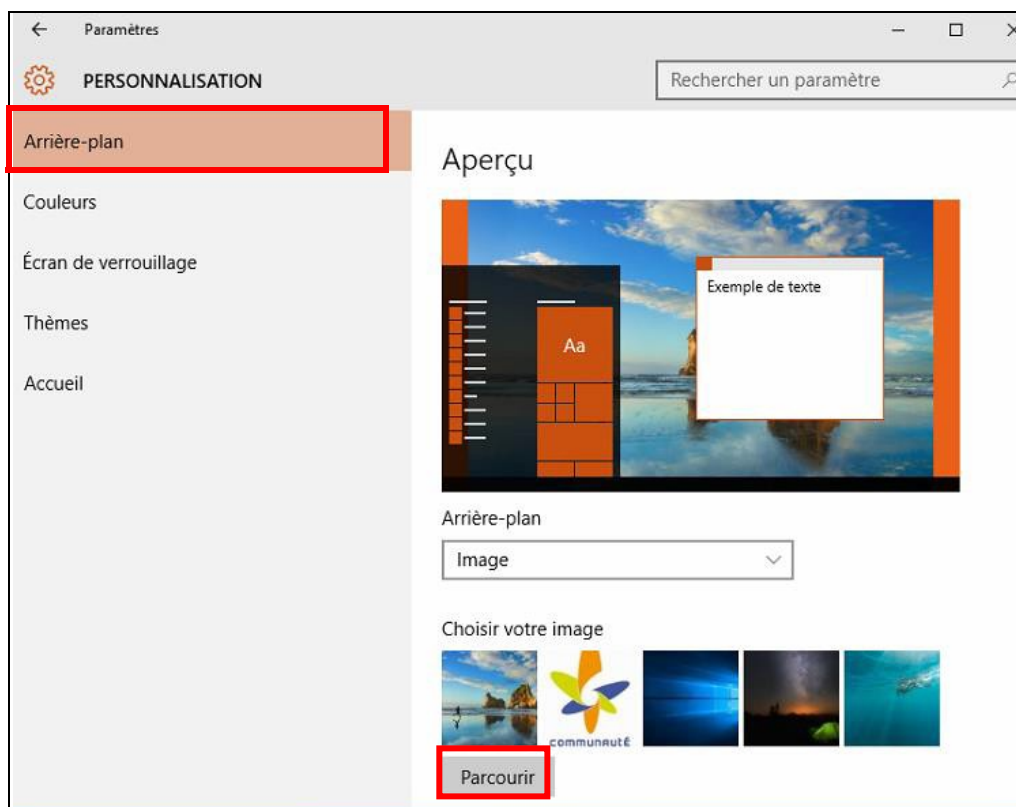 Paramètres
PERSONNALISATION
Rechercher un paramètre
Arrière-plan
Couleurs
Écran de verrouillage
Thèmes
Accueil
Aperçu
Exemple de texte
Aa
Arrière-plan
Image
Choisir votre image
communauté
Parcourir